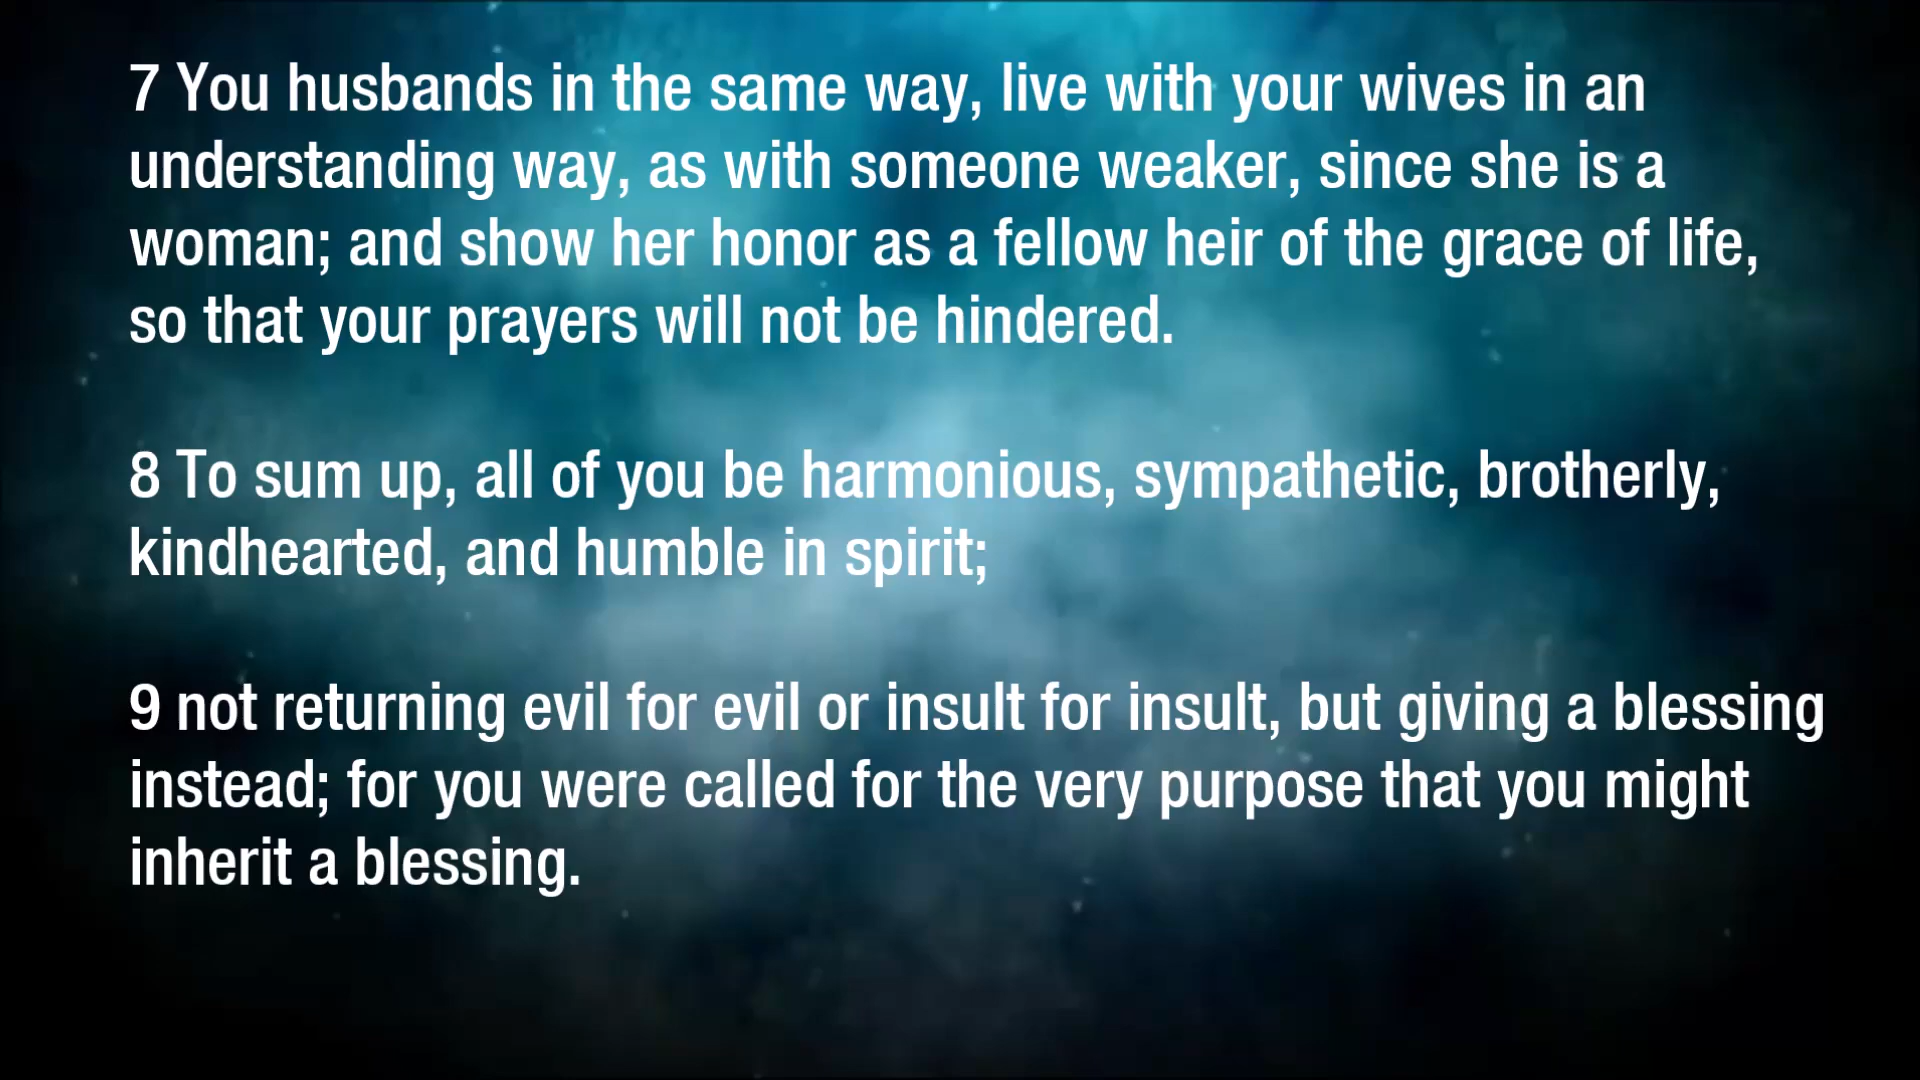 7 You husbands in the same way, live with your wives in an
understanding way, as with someone weaker, since she is a
woman; and show her honor as a fellow heir of the grace of life,
so that your prayers will not be hindered.
8 To sum up, all of you be harmonious, sympathetic, brotherly,
kindhearted, and humble in spirit;
9 not returning evil for evil or insult for insult, but giving a blessing
instead; for you were called for the very purpose that you might
inherit a blessing.